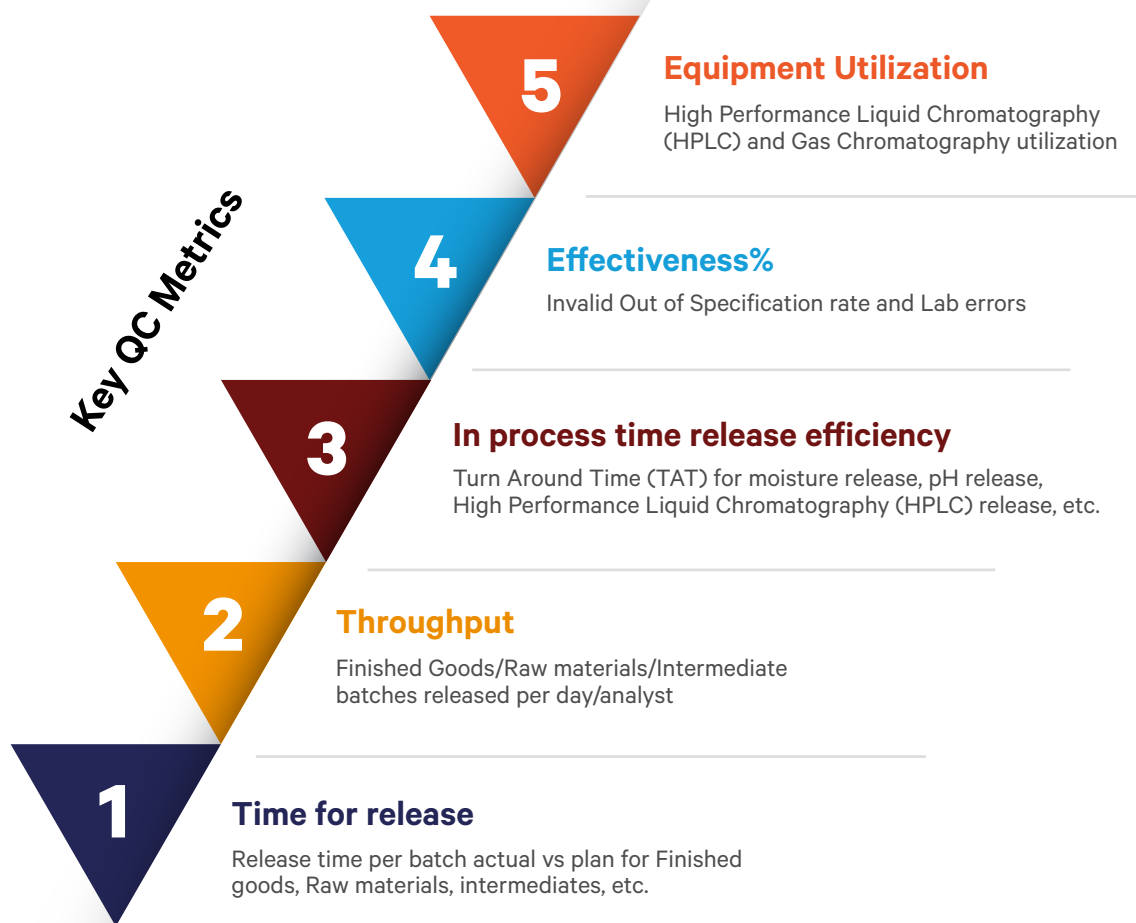 5
Equipment Utilization
High Performance Liquid Chromatography
(HPLC) and Gas Chromatography utilization
Key QC Metrics
4
Effectiveness%
Invalid Out of Specification rate and Lab errors
3
In process time release efficiency
Turn Around Time (TAT) for moisture release, pH release,
High Performance Liquid Chromatography (HPLC) release, etc.
2
Throughput
Finished Goods/Raw materials/Intermediate
batches released per day/analyst
1
Time for release
Release time per batch actual vs plan for Finished
goods, Raw materials, intermediates, etc.